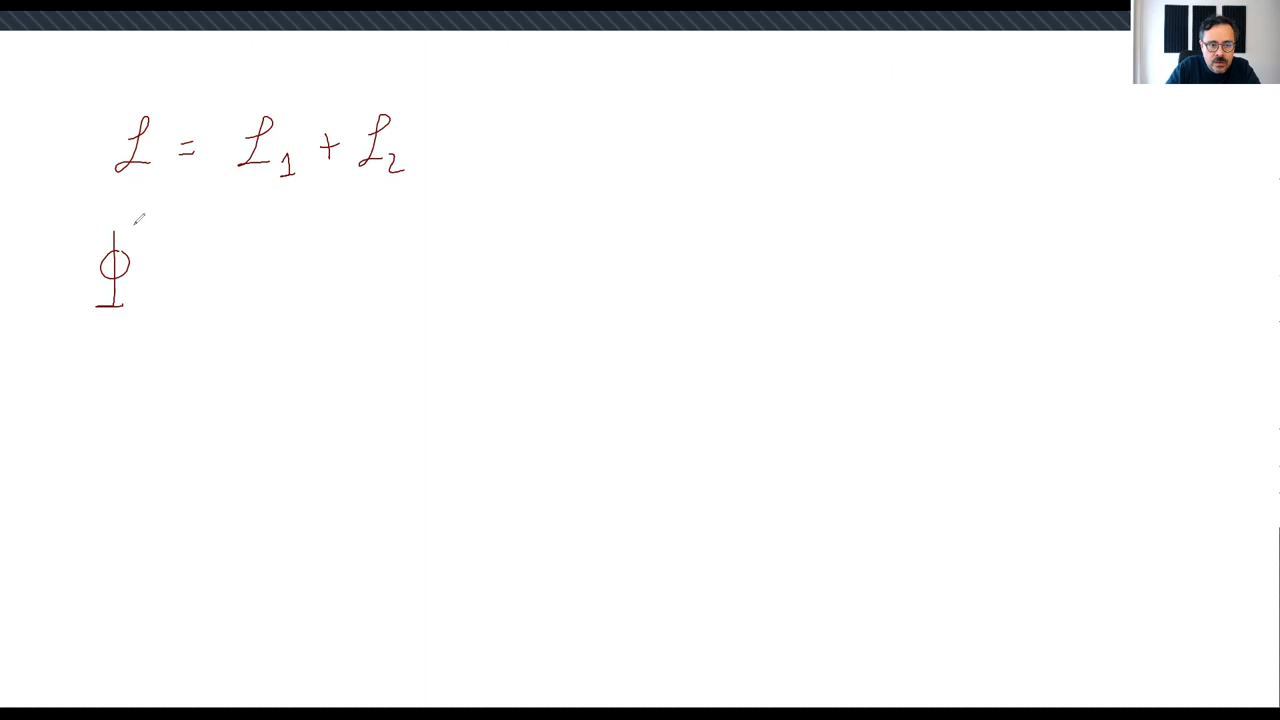 ℒ = ℒ₁ + ℒ₂
Φ